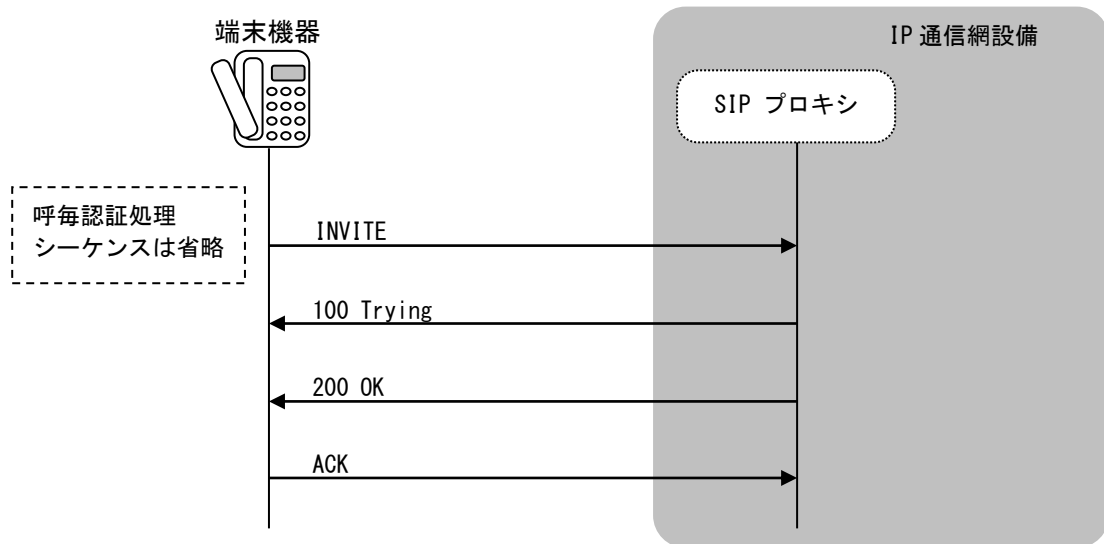 端末機器
IP 通信網設備
SIP プロキシ
呼毎認証処理
シーケンスは省略
INVITE
100 Trying
200 OK
ACK